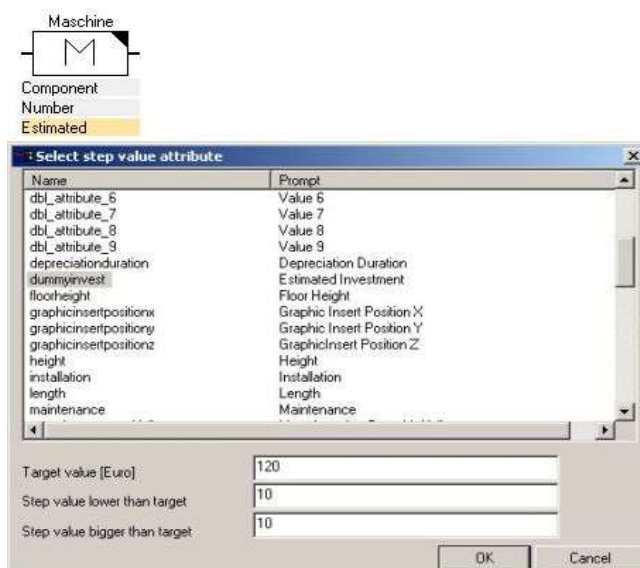 Maschine
M
Component
Number
Estimated
Select step value attribute
Name Prompt
dbl_attribute_6 Value 6
dbl_attribute_7 Value 7
dbl_attribute_8 Value 8
dbl_attribute_9 Value 9
depreciationduration Depreciation Duration
dummyinvest Estimated Investment
floorheight Floor Height
graphicinsertpositionx Graphic Insert Position X
graphicinsertpositiony Graphic Insert Position Y
graphicinsertpositionz GraphicInsert Position Z
height Height
installation Installation
length Length
maintenance Maintenance
Target value [Euro] 120
Step value lower than target 10
Step value bigger than target 10
OK Cancel